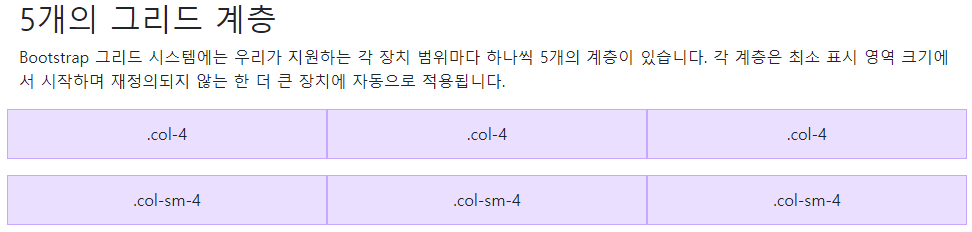 5개의 그리드 계층
Bootstrap 그리드 시스템에는 우리가 지원하는 각 장치 범위마다 하나씩 5개의 계층이 있습니다. 각 계층은 최소 표시 영역 크기에
서 시작하며 재정의되지 않는 한 더 큰 장치에 자동으로 적용됩니다.
.col-4 .col-4 .col-4
.col-sm-4 .col-sm-4 .col-sm-4